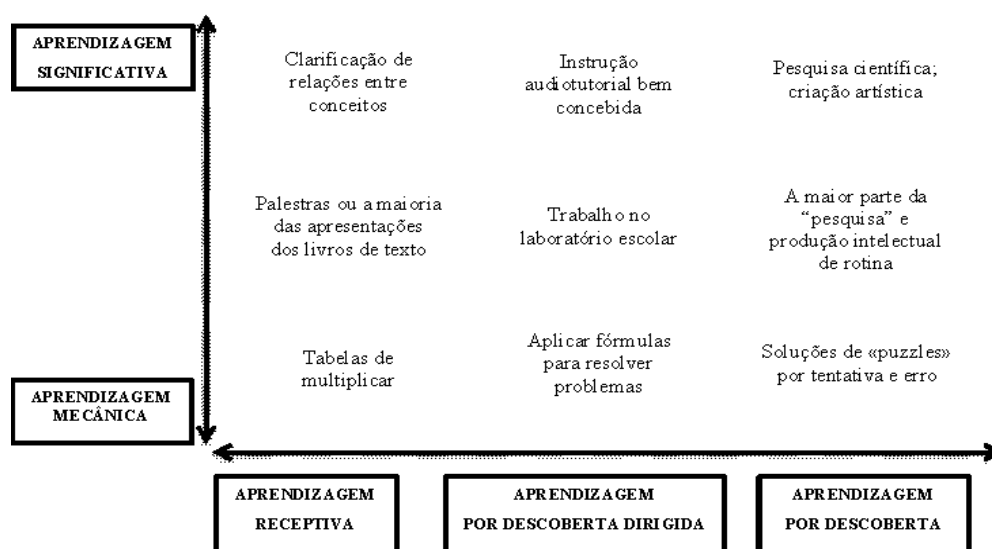 APRENDIZAGEM
SIGNIFICATIVA
Clarificação de
relações entre
conceitos
Instrução
audiotutorial bem
concebida
Pesquisa científica;
criação artística
Palestras ou a maioria
das apresentações
dos livros de texto
Trabalho no
laboratório escolar
A maior parte da
“pesquisa” e
produção intelectual
de rotina
Tabelas de
multiplicar
Aplicar fórmulas
para resolver
problemas
Soluções de «puzzles»
por tentativa e erro
APRENDIZAGEM
MECÂNICA
APRENDIZAGEM
RECEPTIVA
APRENDIZAGEM
POR DESCOBERTA DIRIGIDA
APRENDIZAGEM
POR DESCOBERTA